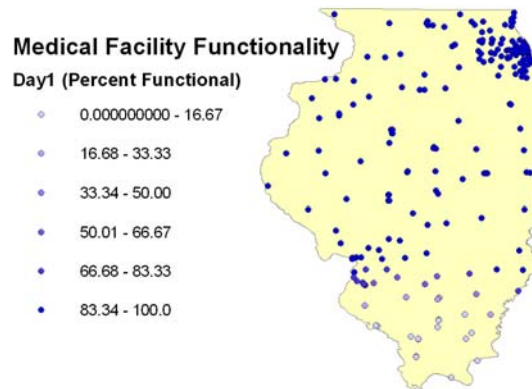 Medical Facility Functionality
Day1 (Percent Functional)
0.000000000 - 16.67
16.68 - 33.33
33.34 - 50.00
50.01 - 66.67
66.68 - 83.33
83.34 - 100.0